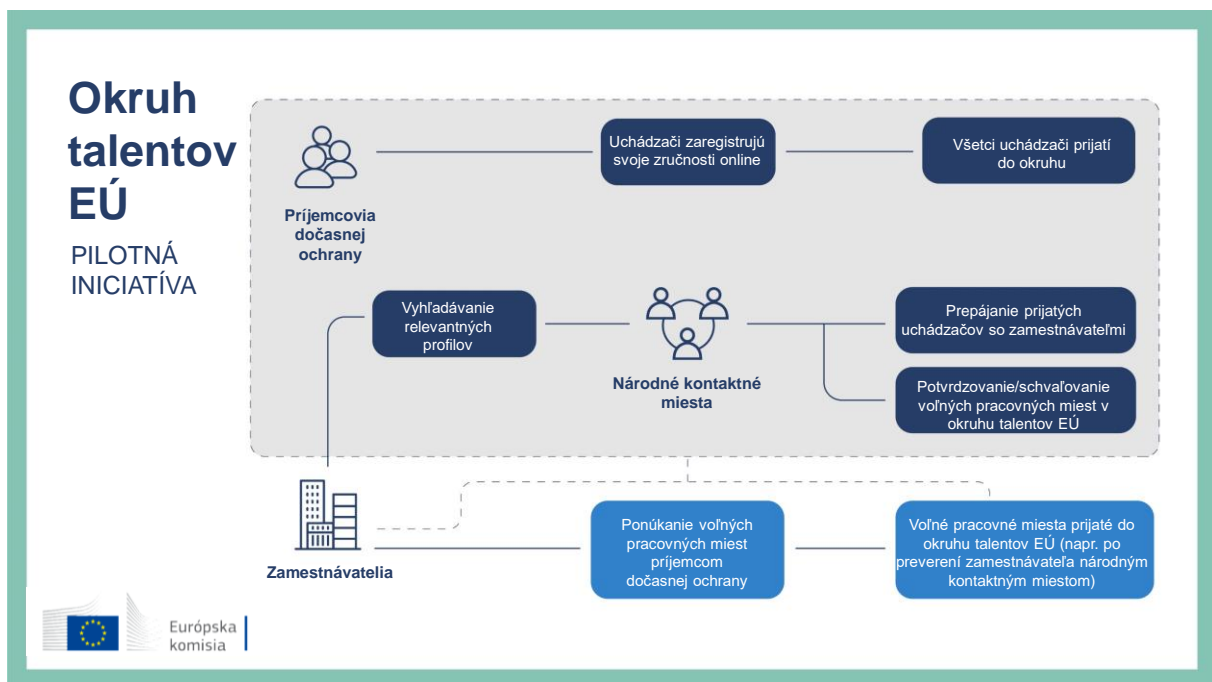 Okruh
talentov
EÚ
PILOTNÁ
INICIATÍVA
Príjemcovia
dočasnej
ochrany
Uchádzači zaregistrujú
svoje zručnosti online
Všetci uchádzači prijatí
do okruhu
Vyhľadávanie
relevantných
profilov
Národné kontaktné
miesta
Prepájanie prijatých
uchádzačov so zamestnávateľmi
Potvrdzovanie/schvaľovanie
voľných pracovných miest v
okruhu talentov EÚ
Zamestnávatelia
Ponúkanie voľných
pracovných miest
príjemcom
dočasnej ochrany
Voľné pracovné miesta prijaté do
okruhu talentov EÚ (napr. po
preverení zamestnávateľa národným
kontaktným miestom)
Európska
komisia